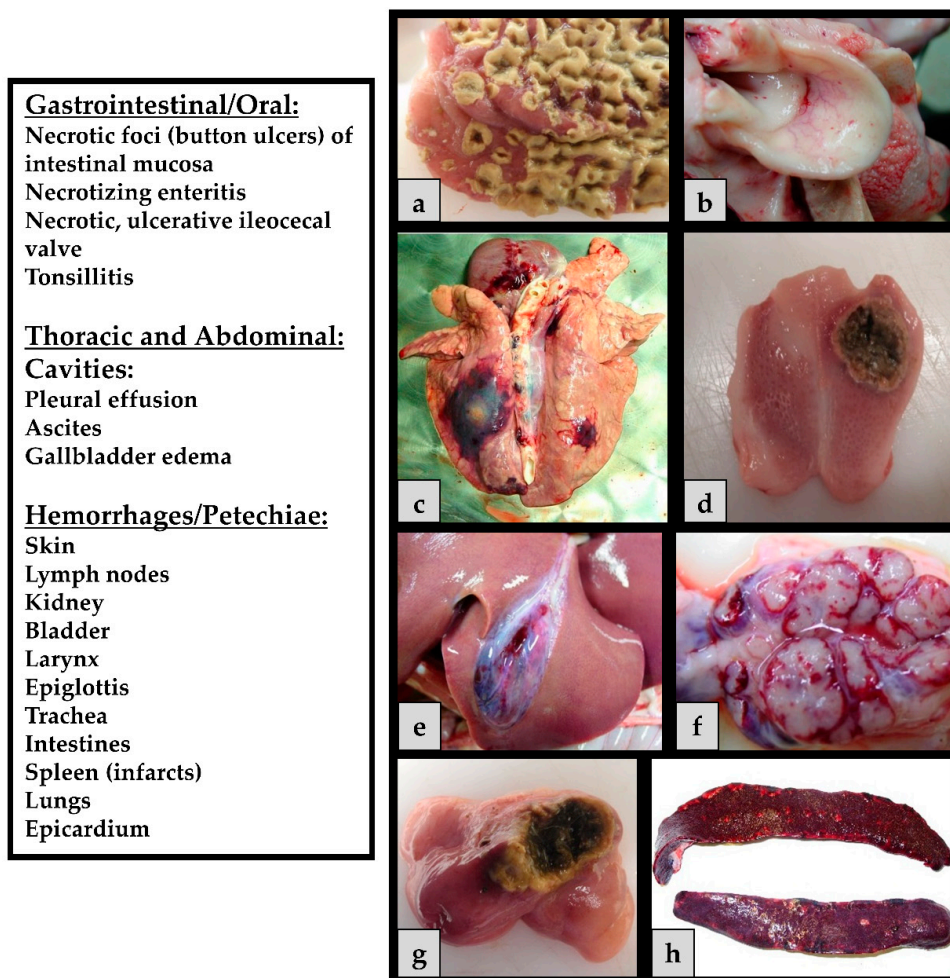 Gastrointestinal/Oral:
Necrotic foci (button ulcers) of
intestinal mucosa
Necrotizing enteritis
Necrotic, ulcerative ileocecal
valve
Tonsillitis
Thoracic and Abdominal:
Cavities:
Pleural effusion
Ascites
Gallbladder edema
Hemorrhages/Petechiae:
Skin
Lymph nodes
Kidney
Bladder
Larynx
Epiglottis
Trachea
Intestines
Spleen (infarcts)
Lungs
Epicardium
a
b
c
d
e
f
g
h